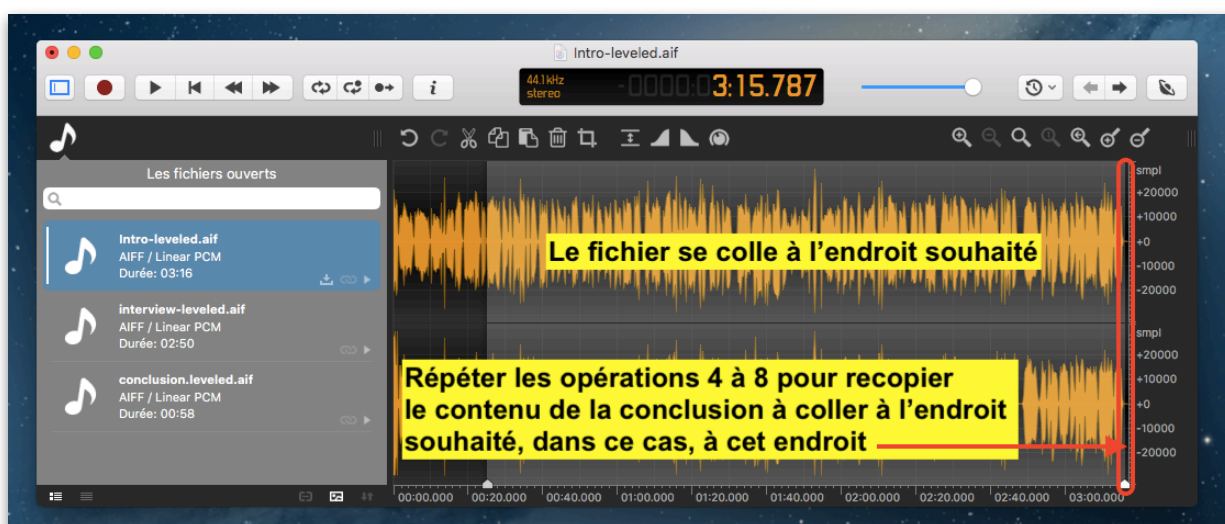 Intro-leveled.aif
44.1 kHz
stereo
-0000:03:15.787
Les fichiers ouverts
Intro-leveled.aif
AIFF / Linear PCM
Durée: 03:16
interview-leveled.aif
AIFF / Linear PCM
Durée: 02:50
conclusion.leveled.aif
AIFF / Linear PCM
Durée: 00:58
Le fichier se colle à l’endroit souhaité
Répéter les opérations 4 à 8 pour recopier
le contenu de la conclusion à coller à l’endroit
souhaité, dans ce cas, à cet endroit
smpl
+20000
+10000
+0
-10000
-20000
smpl
+20000
+10000
+0
-10000
-20000
00:00.000 00:20.000 00:40.000 01:00.000 01:20.000 01:40.000 02:00.000 02:20.000 02:40.000 03:00.000